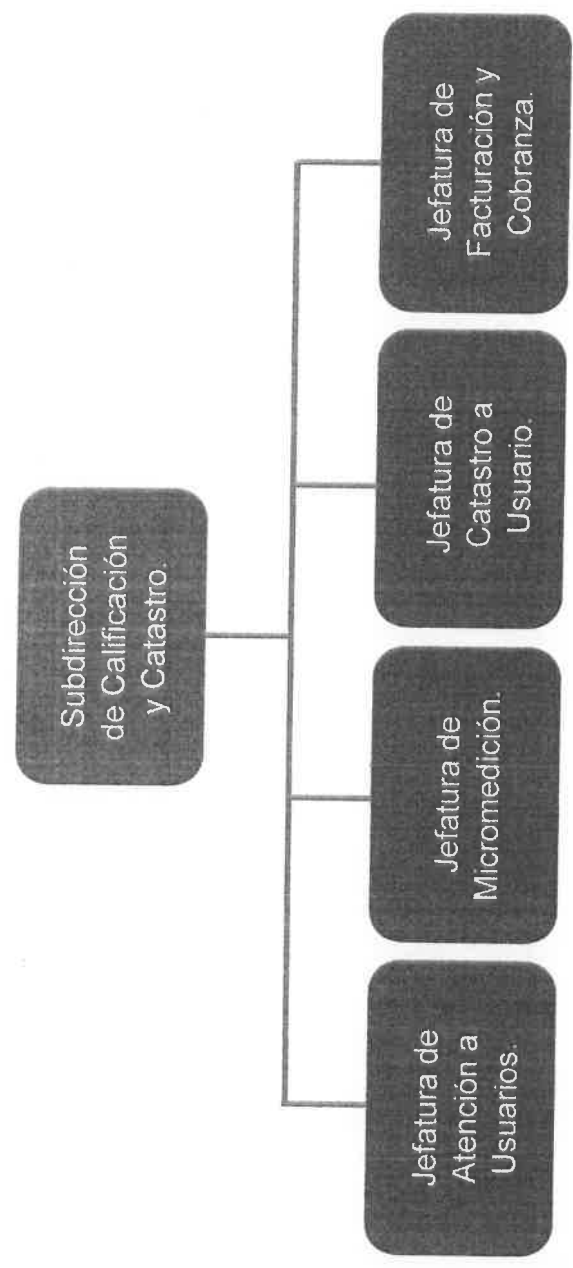 Subdirección
de Calificación
y Catastro.
Jefatura de
Atención a
Usuarios.
Jefatura de
Micromedición.
Jefatura de
Catastro a
Usuario.
Jefatura de
Facturación y
Cobranza.